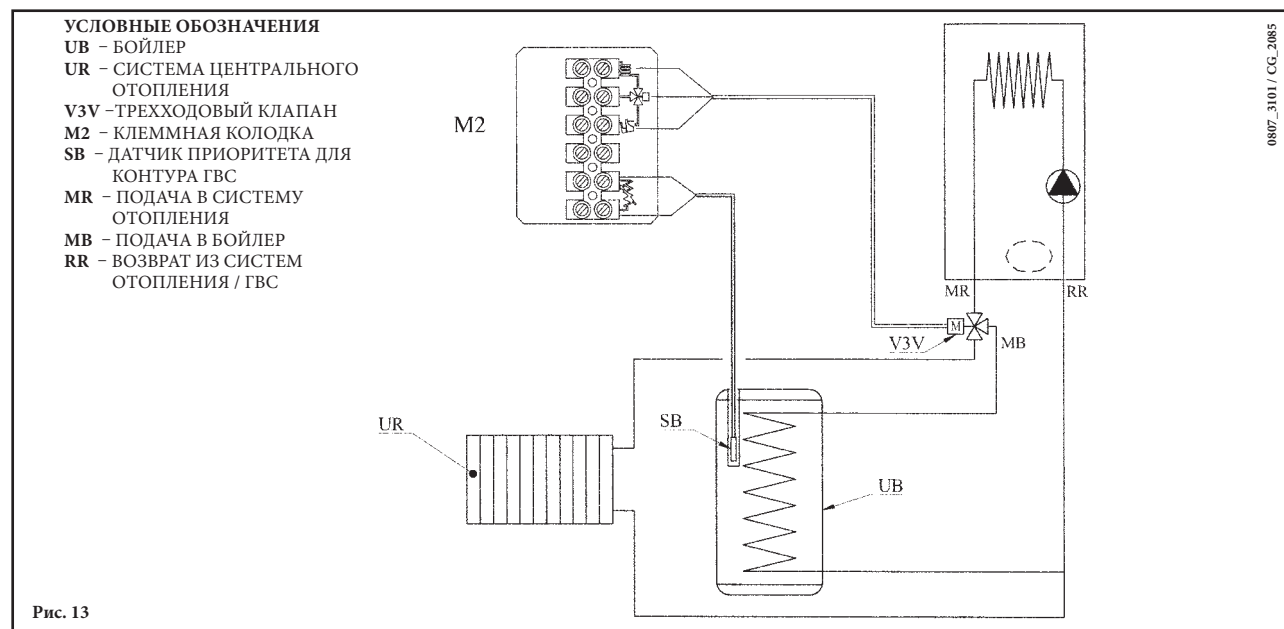 УСЛОВНЫЕ ОБОЗНАЧЕНИЯ
UB – БОЙЛЕР
UR – СИСТЕМА ЦЕНТРАЛЬНОГО
ОТОПЛЕНИЯ
V3V –ТРЕХХОДОВЫЙ КЛАПАН
M2 – КЛЕММНАЯ КОЛОДКА
SB – ДАТЧИК ПРИОРИТЕТА ДЛЯ
КОНТУРА ГВС
MR – ПОДАЧА В СИСТЕМУ
ОТОПЛЕНИЯ
MB – ПОДАЧА В БОЙЛЕР
RR – ВОЗВРАТ ИЗ СИСТЕМ
ОТОПЛЕНИЯ / ГВС
M2
0807_3101 / CG_2085
MR
RR
M
V3V
MB
UR
SB
UB
Рис. 13